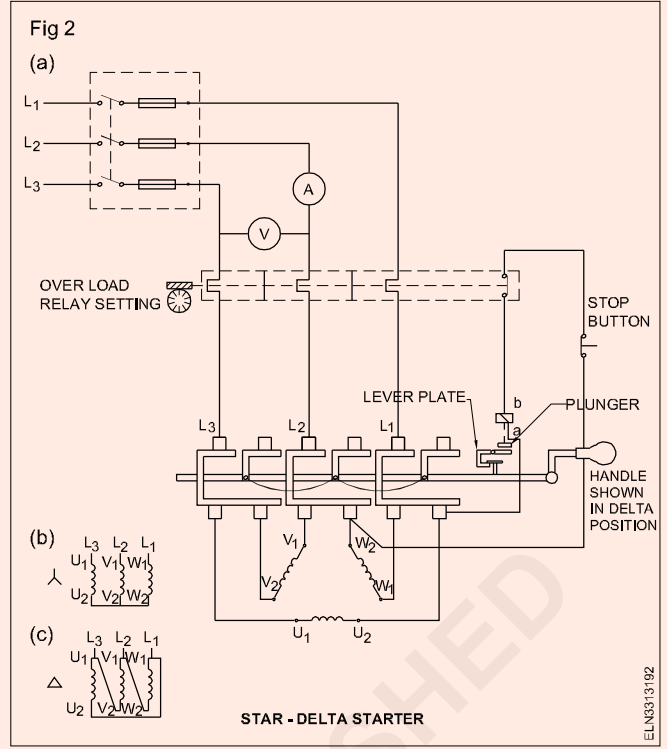 Fig 2
(a)
L1
L2
L3
A
V
OVER LOAD
RELAY SETTING
STOP
BUTTON
LEVER PLATE
b
a
PLUNGER
L3
L2
L1
HANDLE
SHOWN
IN DELTA
POSITION
V1
W2
V2
W1
U1
U2
(b)
L3 L2 L1
U1 V1 W1
U2 V2 W2
(c)
L3 L2 L1
U1 V1 W1
U2 V2 W2
STAR - DELTA STARTER
SHED
ELN3313192